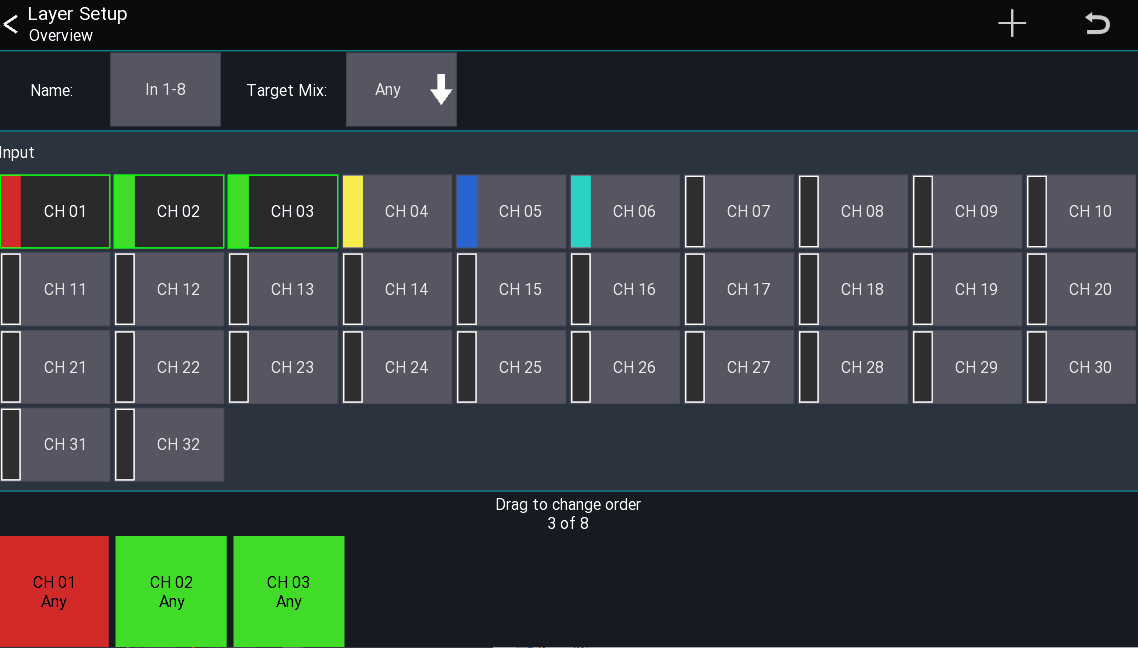 Layer Setup
Overview
Name: In 1-8 Target Mix: Any
Input
CH 01 CH 02 CH 03 CH 04 CH 05 CH 06 CH 07 CH 08 CH 09 CH 10
CH 11 CH 12 CH 13 CH 14 CH 15 CH 16 CH 17 CH 18 CH 19 CH 20
CH 21 CH 22 CH 23 CH 24 CH 25 CH 26 CH 27 CH 28 CH 29 CH 30
CH 31 CH 32
Drag to change order
3 of 8
CH 01 CH 02 CH 03
Any Any Any